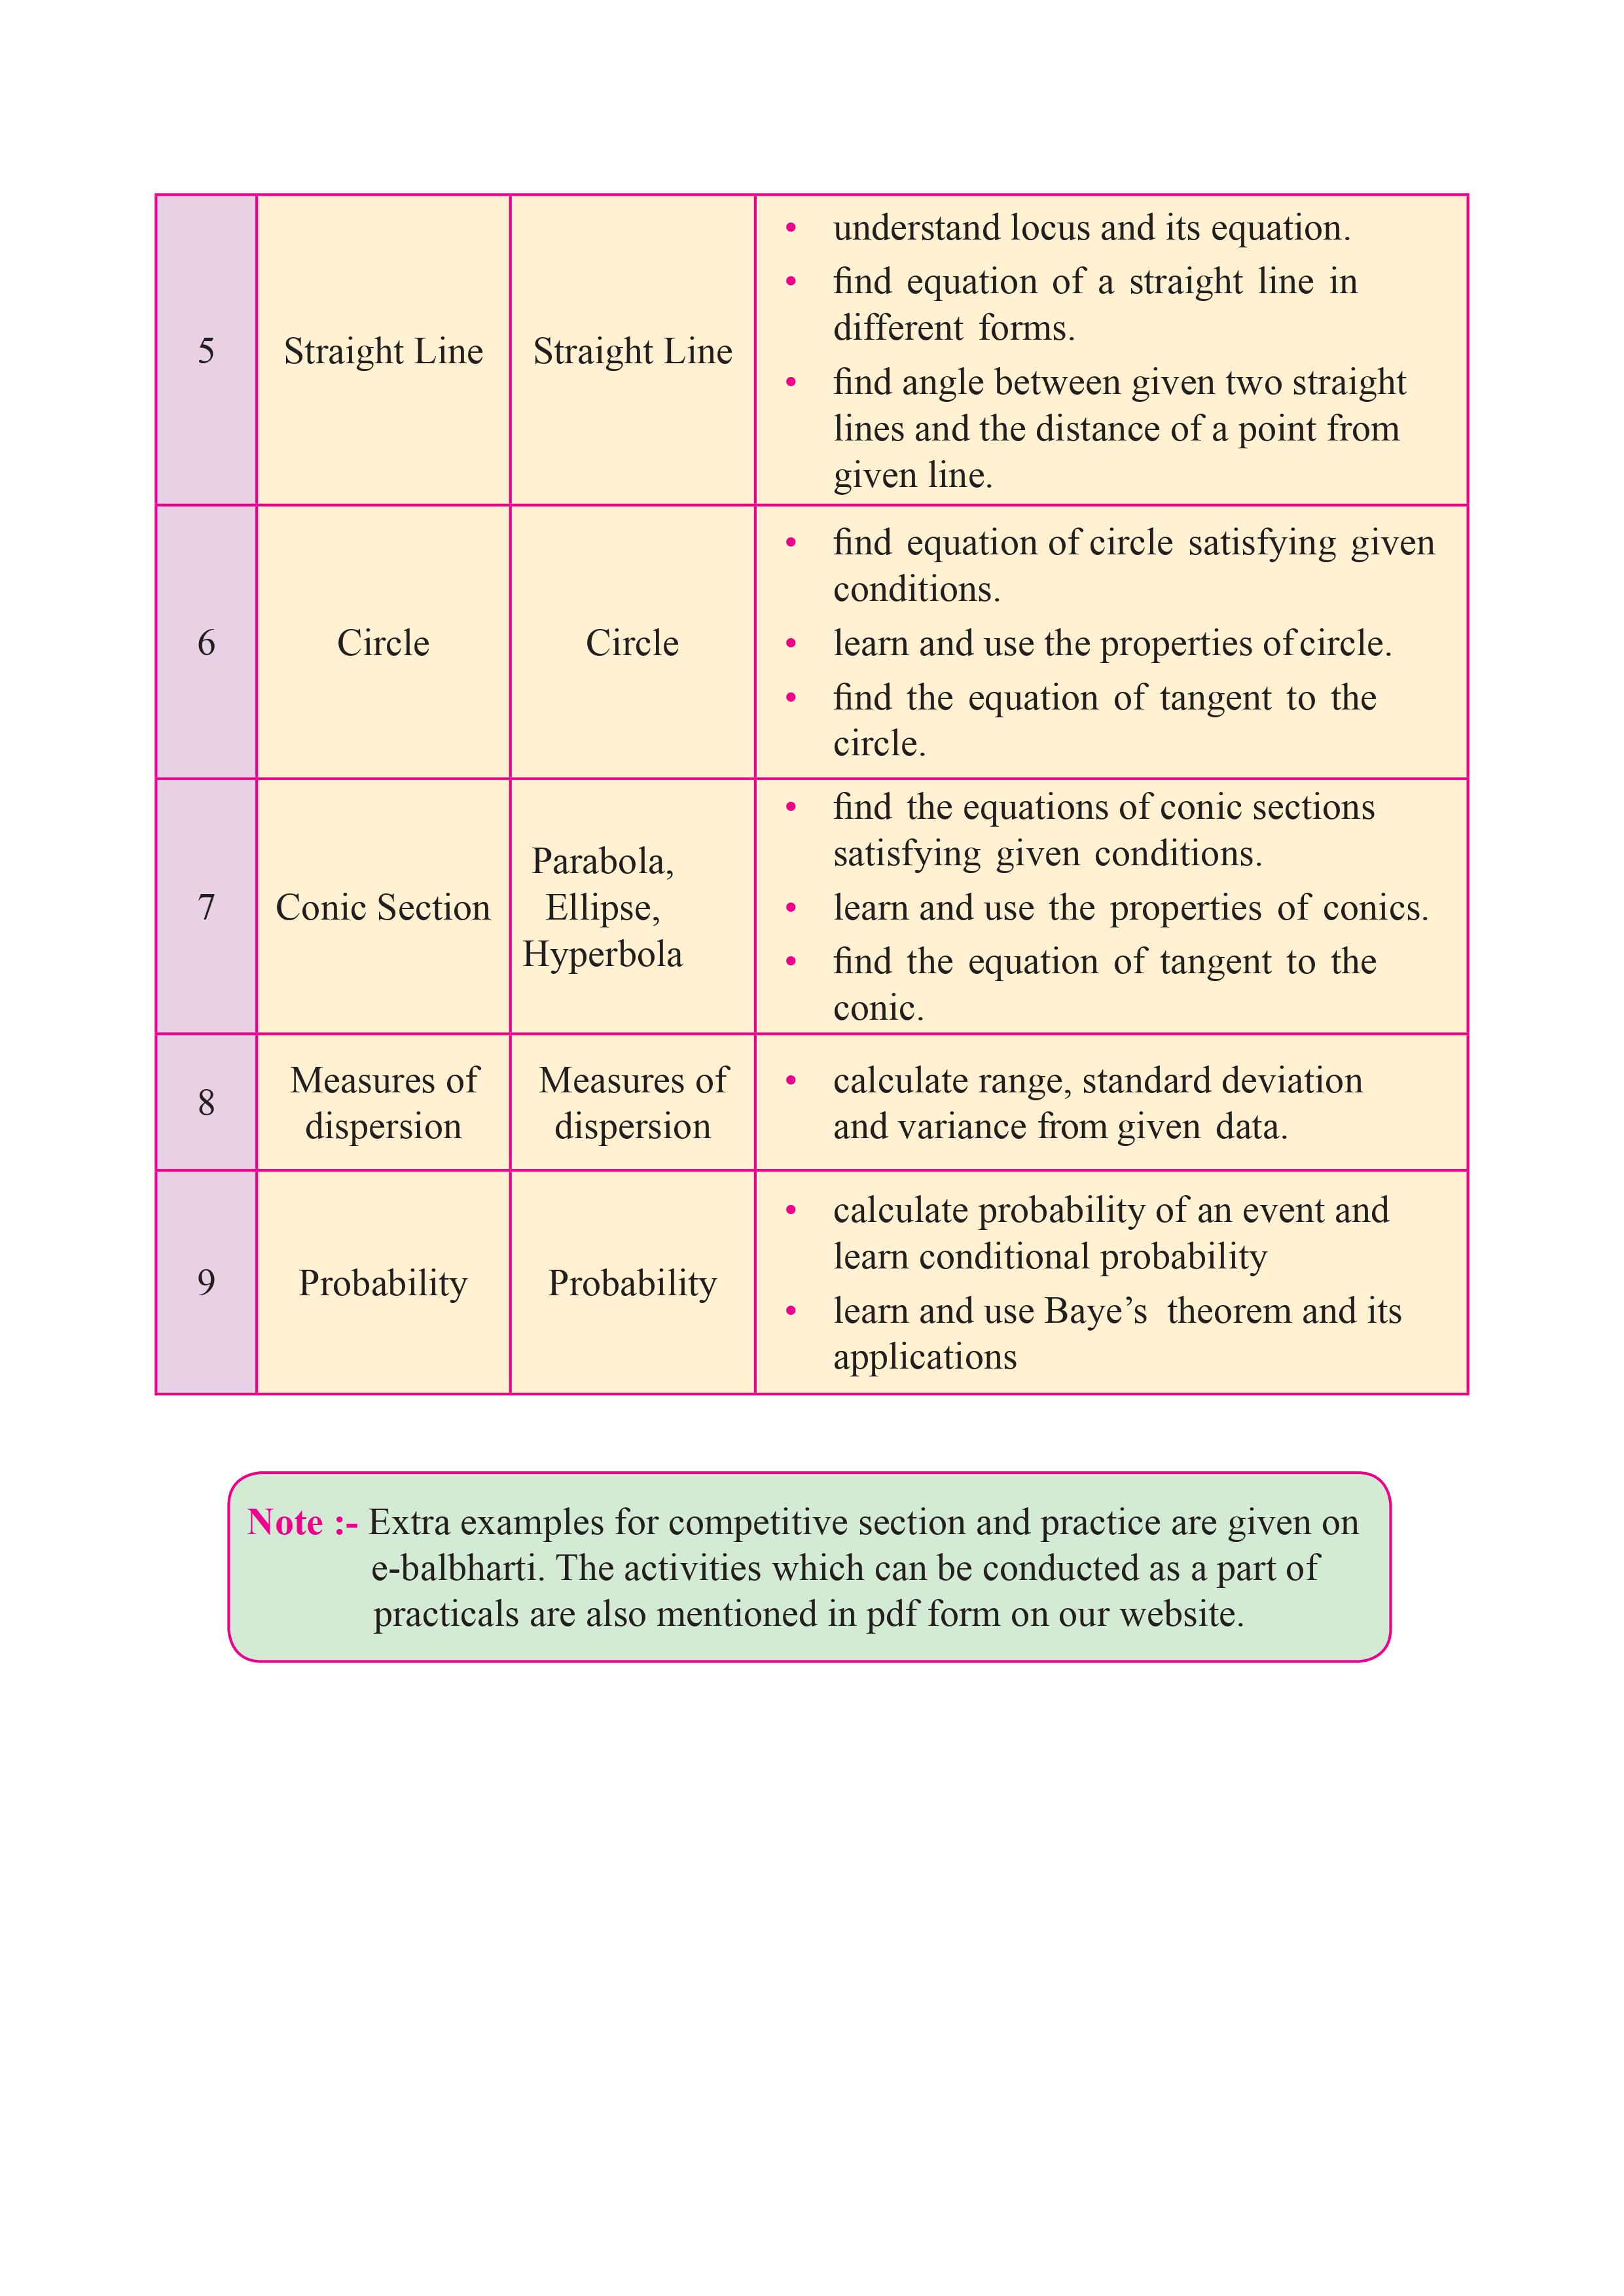 5
Straight Line
Straight Line
• understand locus and its equation.
• find equation of a straight line in
different forms.
• find angle between given two straight
lines and the distance of a point from
given line.
6
Circle
Circle
• find equation of circle satisfying given
conditions.
• learn and use the properties of circle.
• find the equation of tangent to the
circle.
7
Conic Section
Parabola,
Ellipse,
Hyperbola
• find the equations of conic sections
satisfying given conditions.
• learn and use the properties of conics.
• find the equation of tangent to the
conic.
8
Measures of
dispersion
Measures of
dispersion
• calculate range, standard deviation
and variance from given data.
9
Probability
Probability
• calculate probability of an event and
learn conditional probability
• learn and use Baye’s theorem and its
applications
Note :- Extra examples for competitive section and practice are given on
e-balbharti. The activities which can be conducted as a part of
practicals are also mentioned in pdf form on our website.